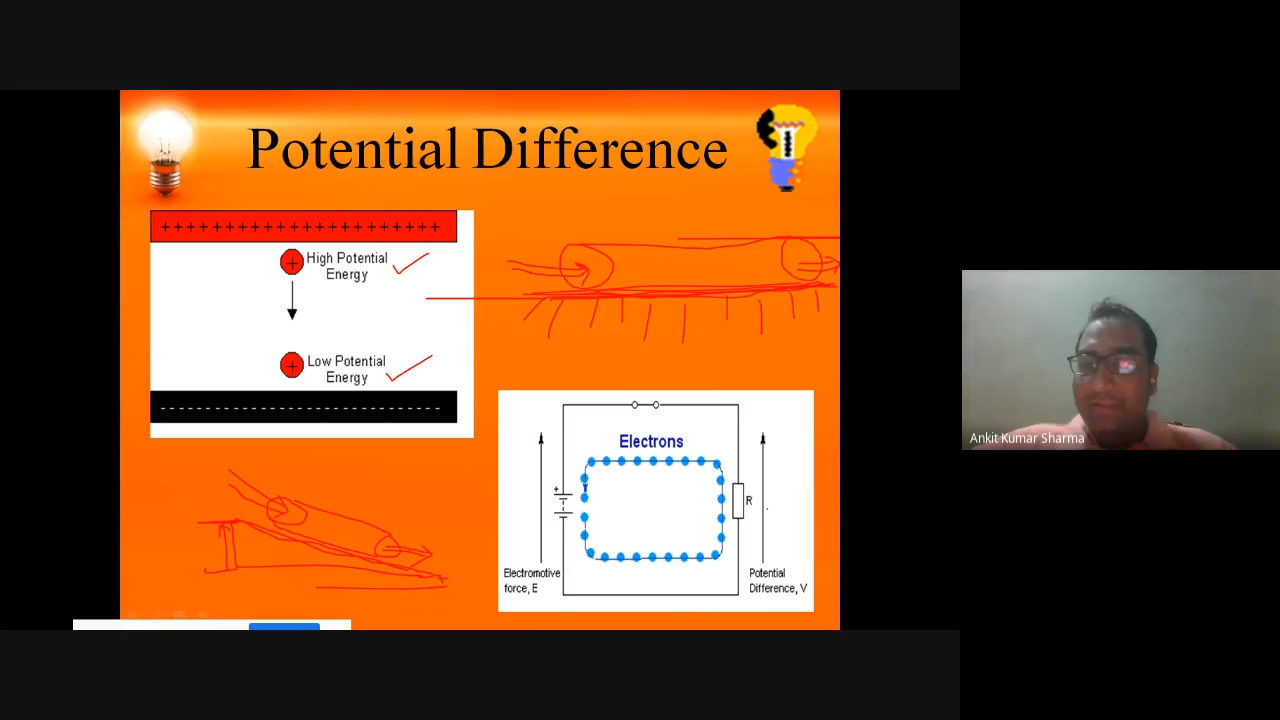 Potential Difference
+++++++++++++++++++++
+
High Potential
Energy
+
Low Potential
Energy
Electrons
+
R
Electromotive
force, E
Potential
Difference, V
Ankit Kumar Sharma